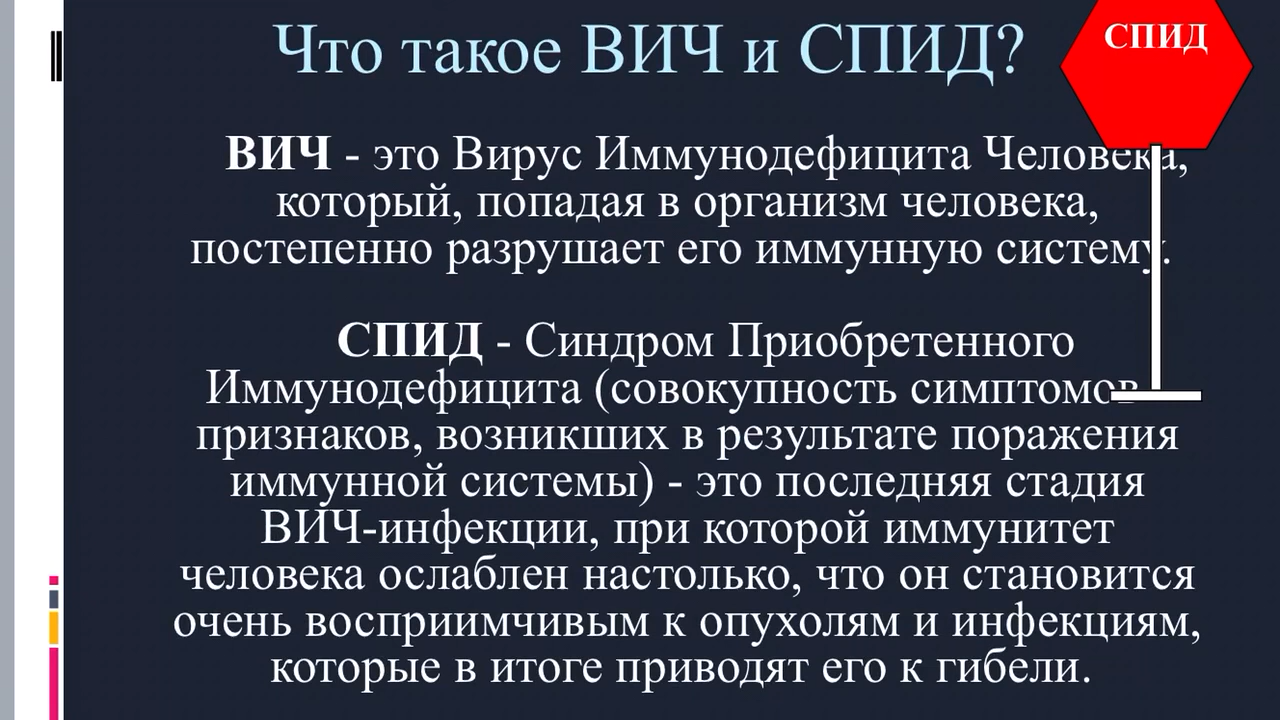 Что такое ВИЧ и СПИД?
СПИД
ВИЧ - это Вирус Иммунодефицита Человека,
который, попадая в организм человека,
постепенно разрушает его иммунную систему.
СПИД - Синдром Приобретенного
Иммунодефицита (совокупность симптомов
признаков, возникших в результате поражения
иммунной системы) - это последняя стадия
ВИЧ-инфекции, при которой иммунитет
человека ослаблен настолько, что он становится
очень восприимчивым к опухолям и инфекциям,
которые в итоге приводят его к гибели.